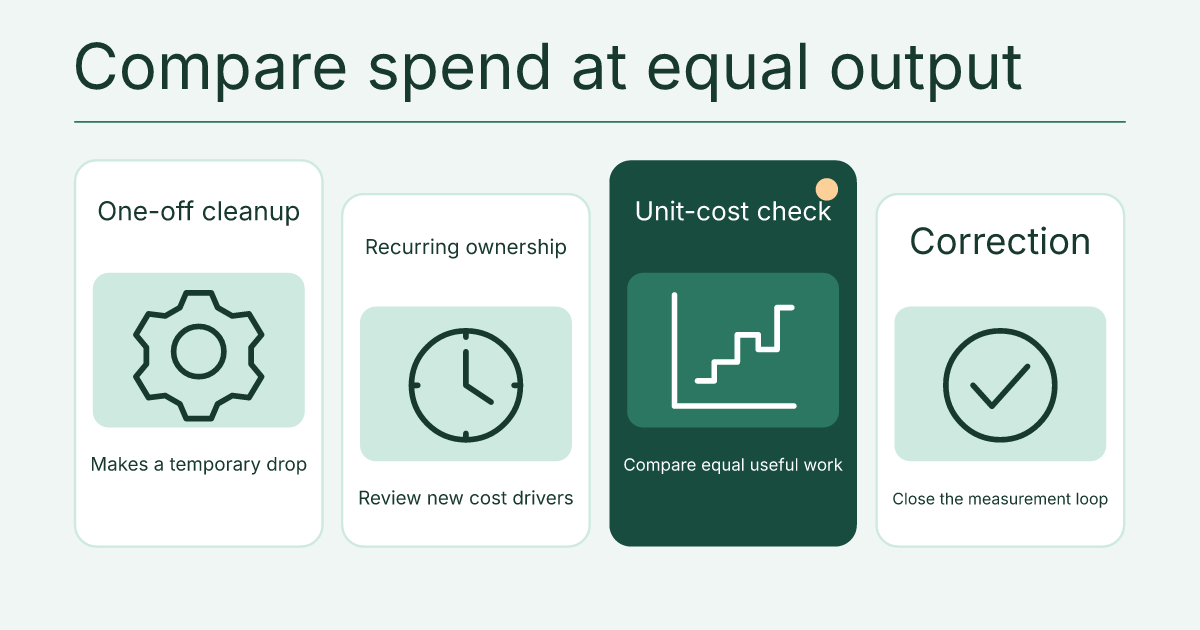 Compare spend at equal output
One-off cleanup
Makes a temporary drop
Recurring ownership
Review new cost drivers
Unit-cost check
Compare equal useful work
Correction
Close the measurement loop